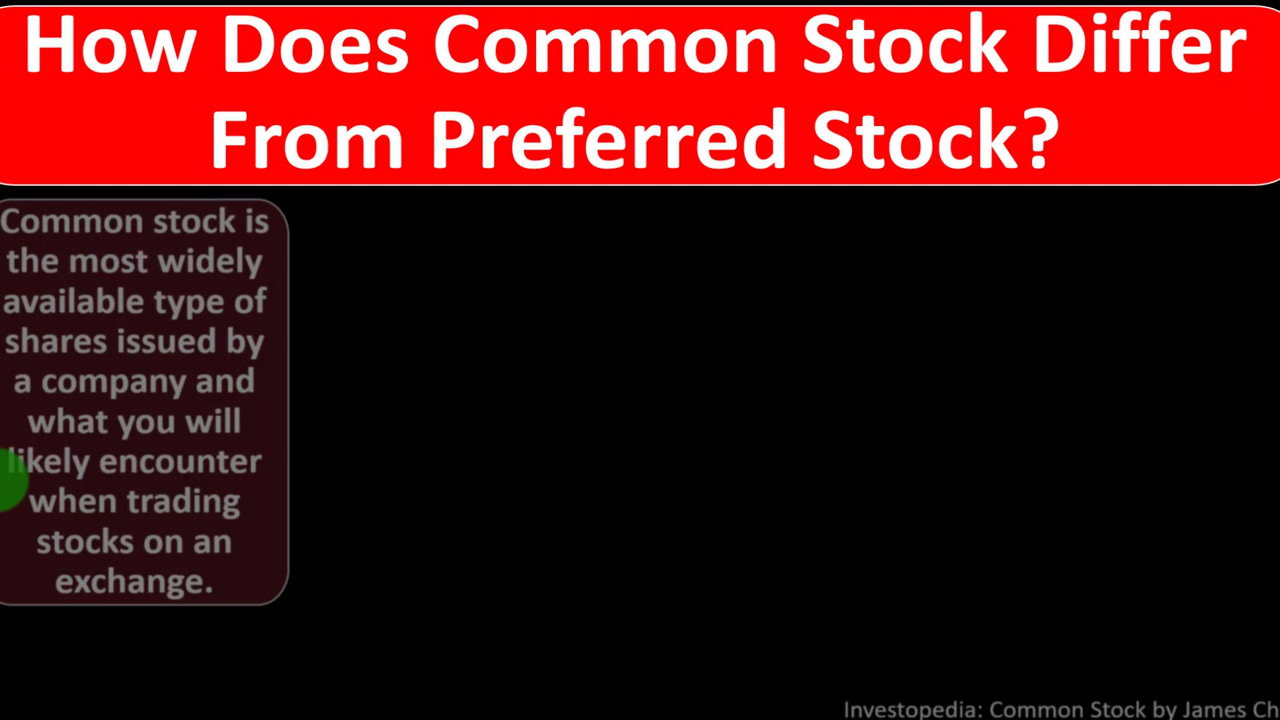 How Does Common Stock Differ
From Preferred Stock?
Common stock is
the most widely
available type of
shares issued by
a company and
what you will
likely encounter
when trading
stocks on an
exchange.
Investopedia: Common Stock by James Ch